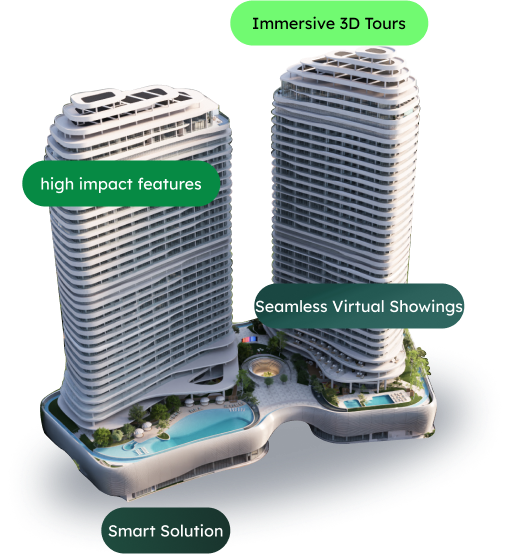 Immersive 3D Tours
high impact features
Seamless Virtual Showings
Smart Solution